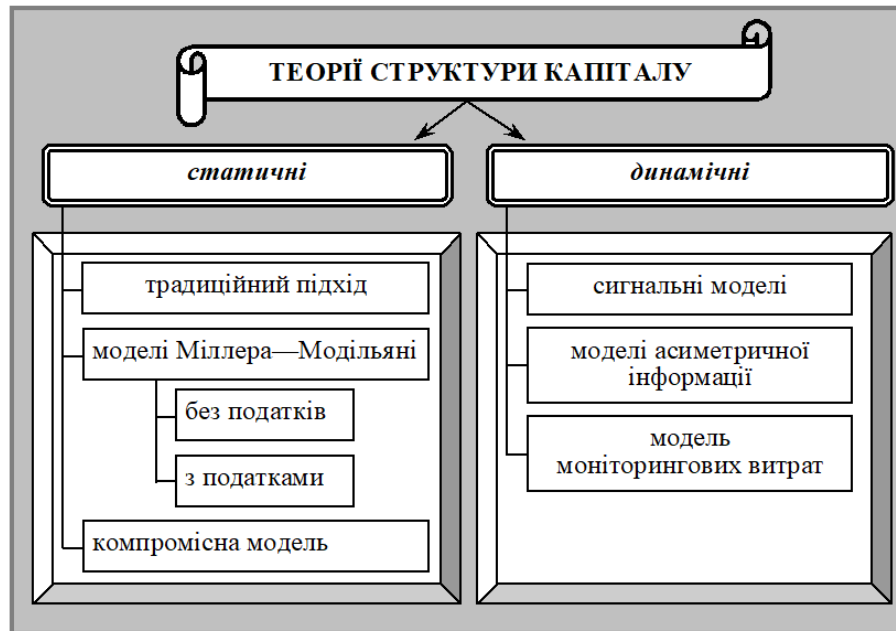 ТЕОРІЇ СТРУКТУРИ КАПІТАЛУ
статичні
традиційний підхід
моделі Міллера—Модільяні
без податків
з податками
компромісна модель
динамічні
сигнальні моделі
моделі асиметричної
інформації
модель
моніторингових витрат